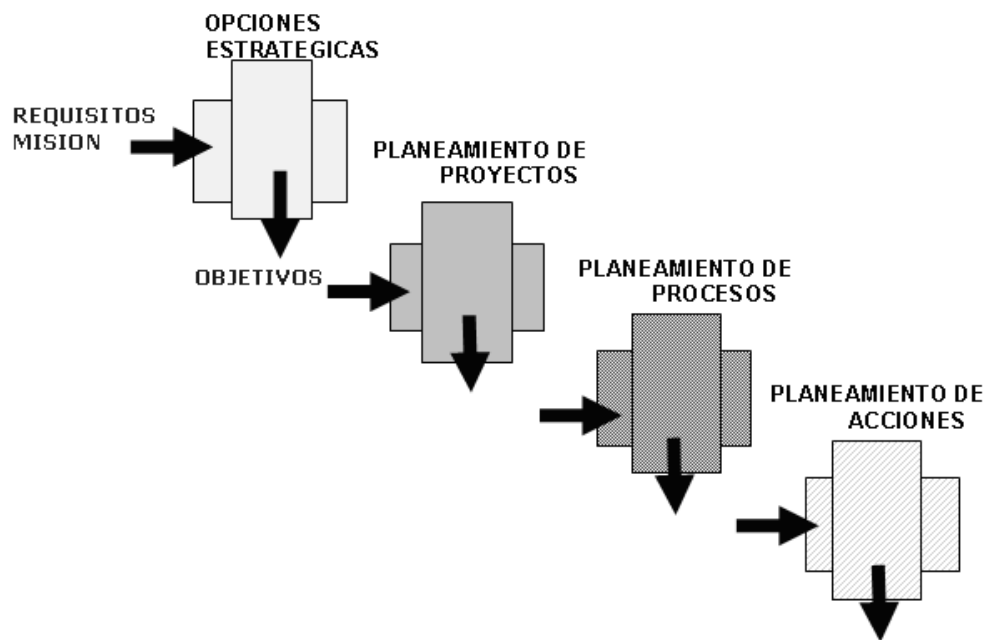 OPCIONES
ESTRATEGICAS
REQUISITOS
MISION
PLANEAMIENTO DE
PROYECTOS
OBJETIVOS
PLANEAMIENTO DE
PROCESOS
PLANEAMIENTO DE
ACCIONES